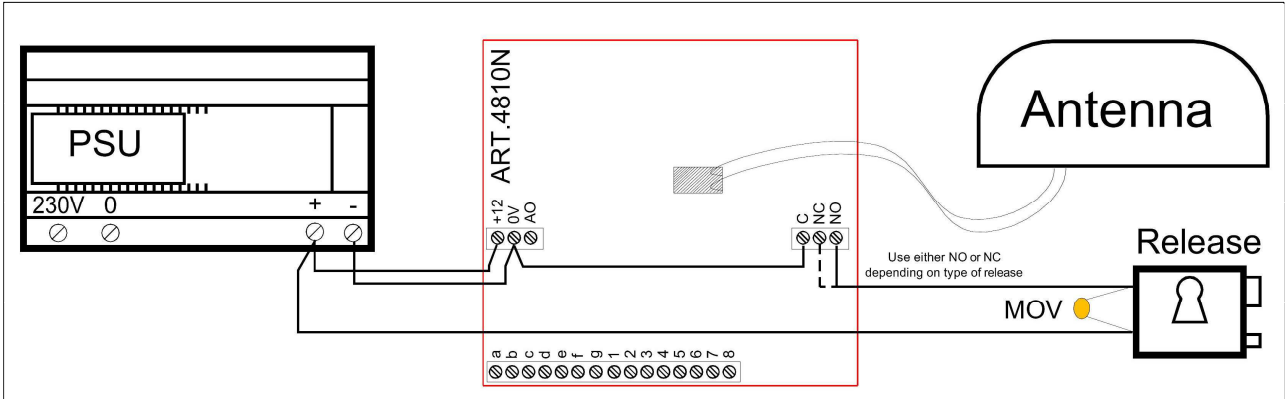 PSU
230V 0 + -
ART.4810N
+12
0V
AO
C
NC
NO
Antenna
Release
Use either NO or NC
depending on type of release
MOV
a b c d e f g 1 2 3 4 5 6 7 8